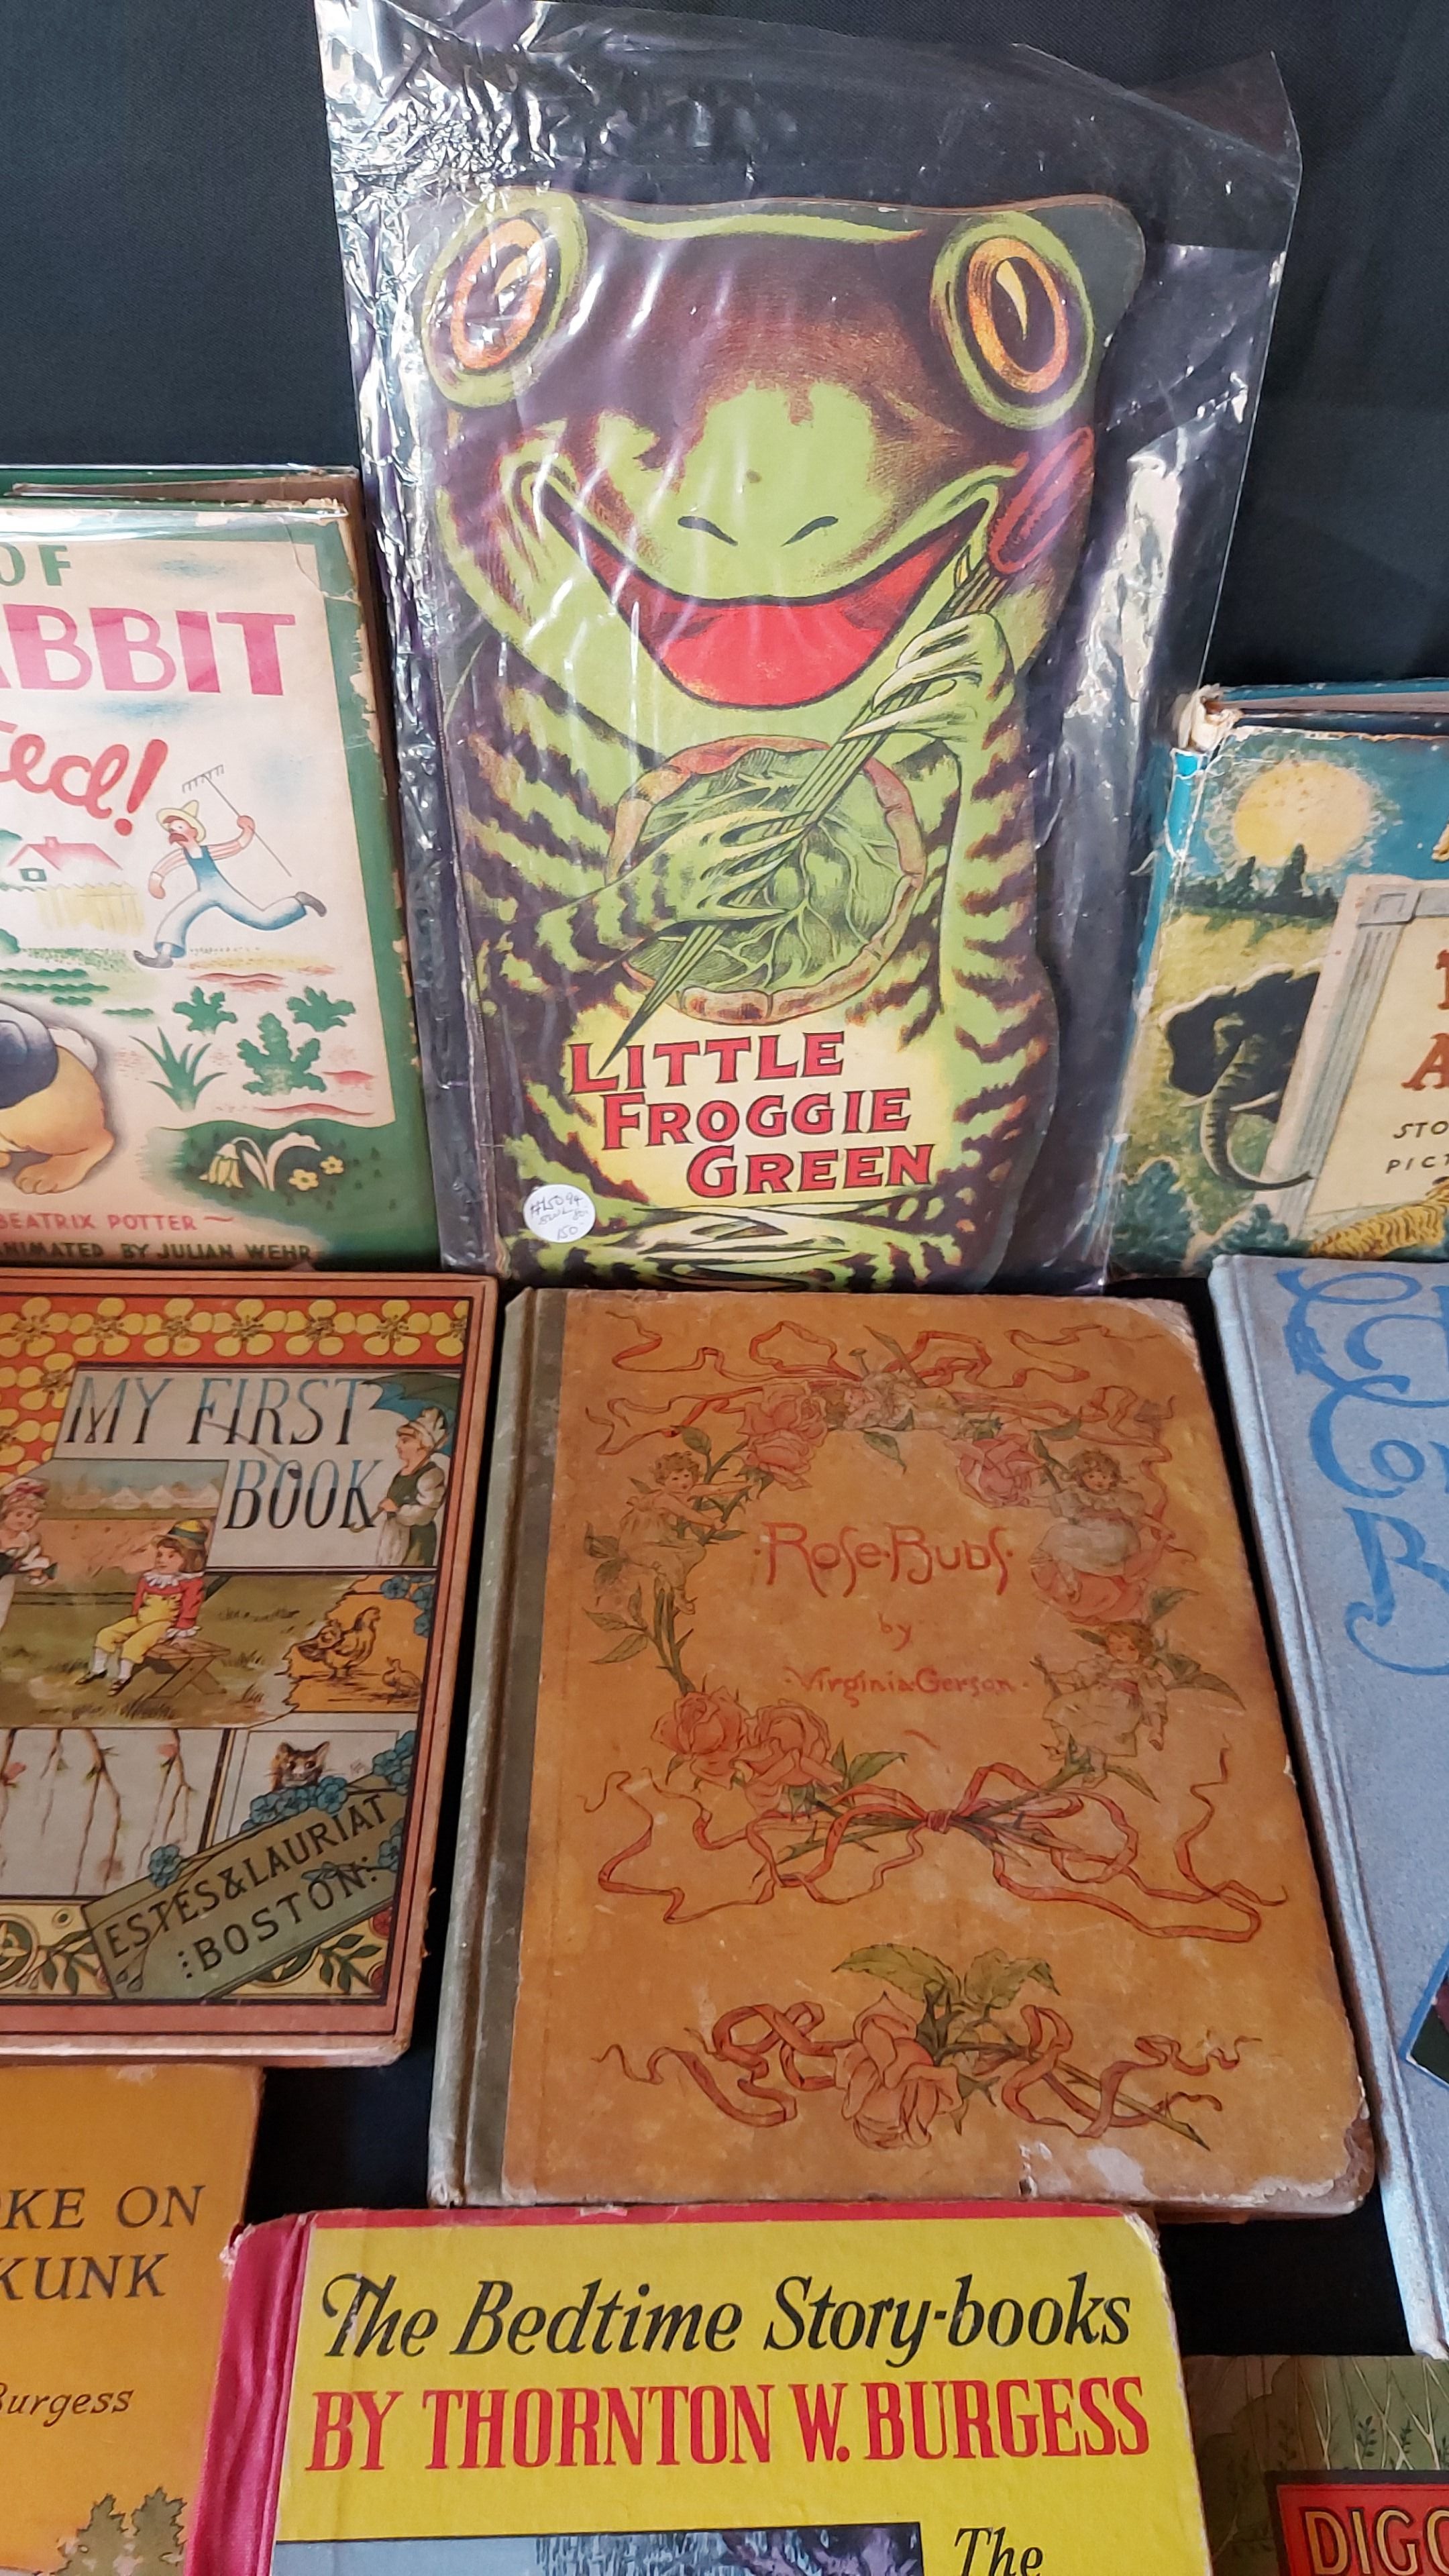 OF
ABBIT
ted!
BEATRIX POTTER
ANIMATED BY JULIAN WEHR
LITTLE
FROGGIE
GREEN
150
STO
PICT
MY FIRST
BOOK
ESTES & LAURIAT
BOSTON
Rose·Buds
by
Virginia·Gerson
KE ON
KUNK
Burgess
The Bedtime Story-books
BY THORNTON W. BURGESS
The
DIGG